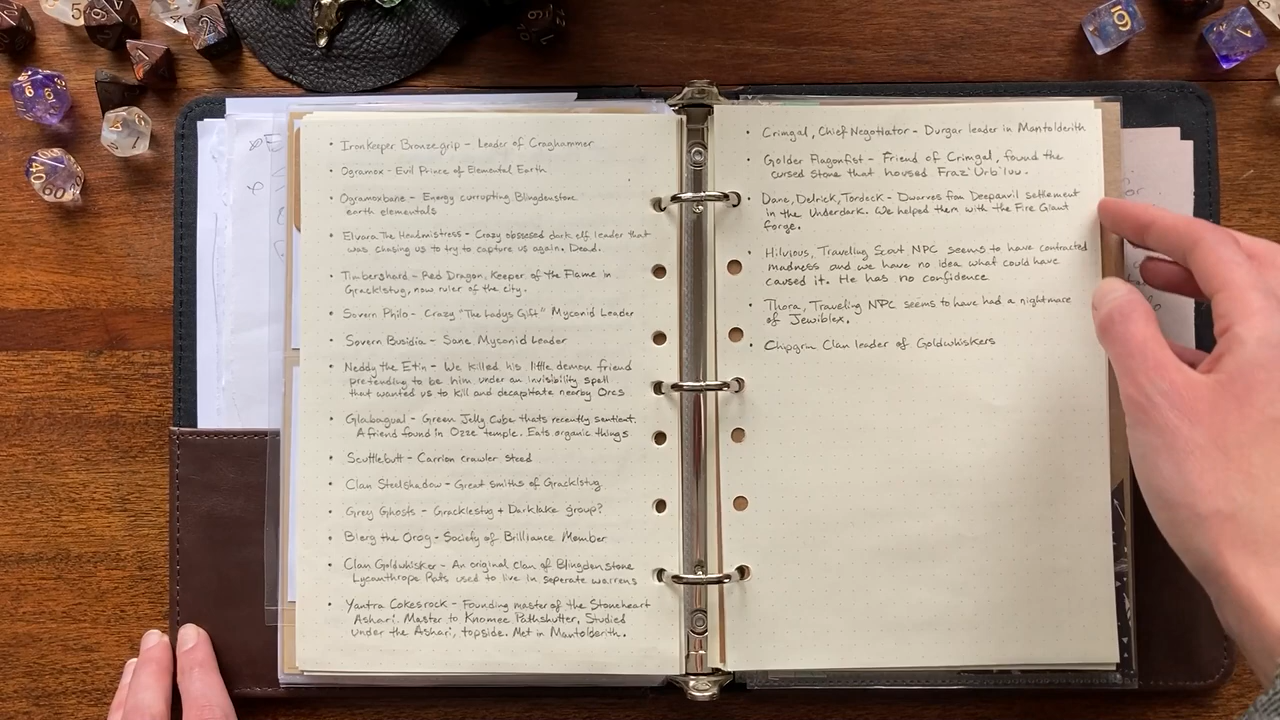 • Ironkeeper Bronzegrip - Leader of Craghammer
• Ogramox - Evil Prince of Elemental Earth
• Ogramoxbane - Energy currupting Blingdenstone
earth elementals
• Elvara The Headmistress - Crazy obsessed dark elf leader that
was chasing us to try to capture us again. Dead.
• Timbershard - Red Dragon, Keeper of the Flame in
Gracklstug, now ruler of the city.
• Sovern Philo - Crazy "The Ladys Gift" Myconid Leader
• Sovern Busidia - Sane Myconid Leader
• Neddy the Etin - We killed his little demon friend
pretending to be him under an invisibility spell
that wanted us to kill and decapitate nearby Orcs
• Glabagual - Green Jelly Cube thats recently sentient.
A friend found in Ozze temple. Eats organic things
• Scuttlebutt - Carrion crawler steed
• Clan Steelshadow - Great smiths of Gracklstug
• Grey Ghosts - Gracklestug + Darklake group?
• Blerg the Orog - Society of Brilliance Member
• Clan Goldwhisker - An original clan of Blingdenstone
Lycanthrope Rats used to live in seperate warrens
• Yantra Cokesrock - Founding master of the Stoneheart
Ashari. Master to Knomee Pathshutter. Studied
under the Ashari, topside. Met in Mantolderith.
• Crimgal, Chief Negotiator - Durgar leader in Mantolderith
• Golder Flagonfist - Friend of Crimgal, found the
cursed stone that housed Fraz'Urb'luu.
• Dane, Delrick, Tordeck - Dwarves from Deepanvil settlement
in the Underdark. We helped them with the Fire Giant
forge.
• Hilvious, Traveling Scout NPC seems to have contracted
madness and we have no idea what could have
caused it. He has no confidence
• Thora, Traveling NPC seems to have had a nightmare
of Jewiblex.
• Chipgrin Clan leader of Goldwhiskers